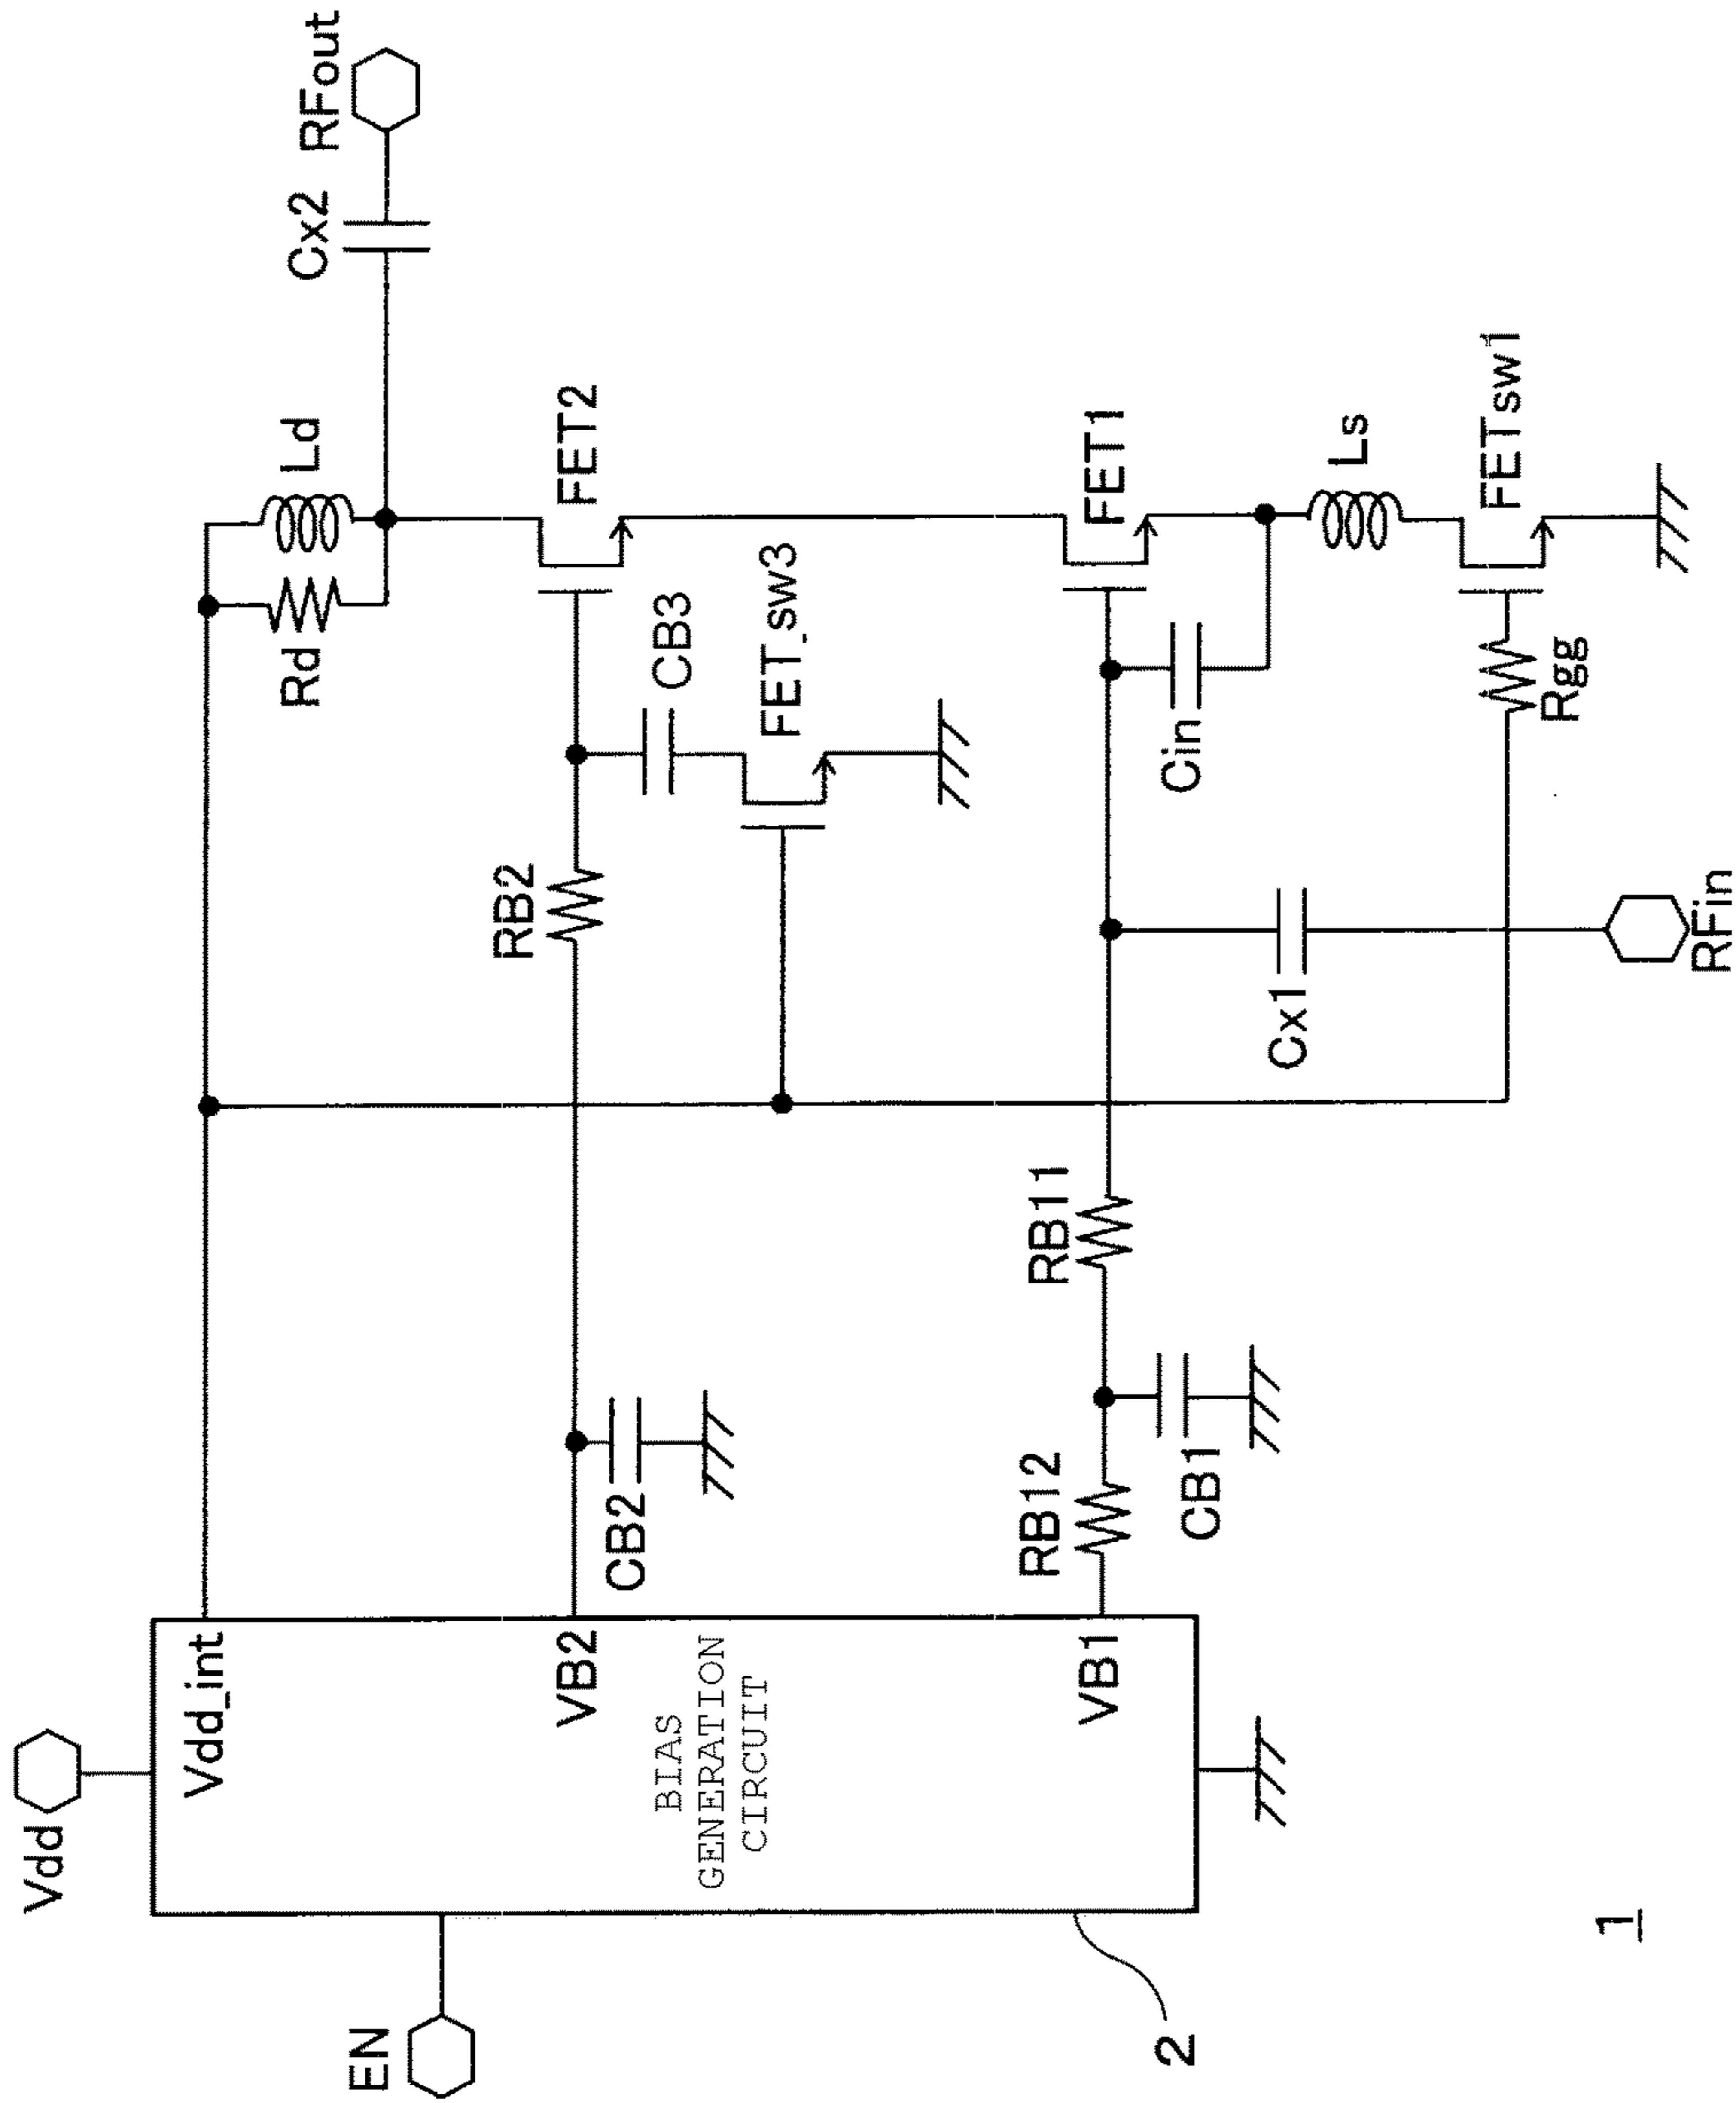 Vdd
EN
Vdd_int
VB2
BIAS
GENERATION
CIRCUIT
VB1
2
1
CB2
RB12
CB1
RB11
RB2
Cx1
RFin
CB3
FET_sw3
Cin
Rgg
Rd
Ld
FET2
FET1
Ls
FETsw1
Cx2
RFout